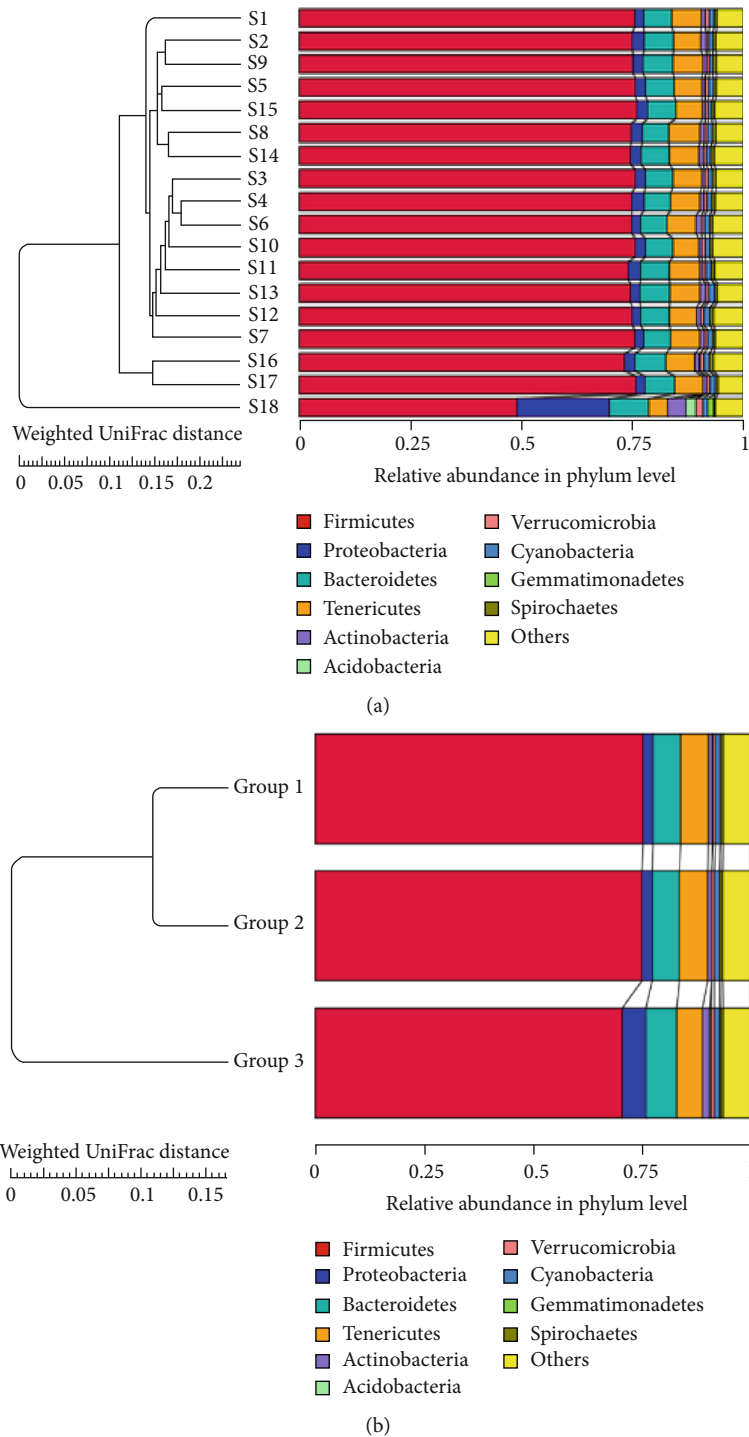 S1
S2
S9
S5
S15
S8
S14
S3
S4
S6
S10
S11
S13
S12
S7
S16
S17
S18
Weighted UniFrac distance
0 0.05 0.1 0.15 0.2
0 0.25 0.5 0.75 1
Relative abundance in phylum level
Firmicutes
Proteobacteria
Bacteroidetes
Tenericutes
Actinobacteria
Acidobacteria
Verrucomicrobia
Cyanobacteria
Gemmatimonadetes
Spirochaetes
Others
(a)
Group 1
Group 2
Group 3
Weighted UniFrac distance
0 0.05 0.1 0.15
0 0.25 0.5 0.75
Relative abundance in phylum level
Firmicutes
Proteobacteria
Bacteroidetes
Tenericutes
Actinobacteria
Acidobacteria
Verrucomicrobia
Cyanobacteria
Gemmatimonadetes
Spirochaetes
Others
(b)